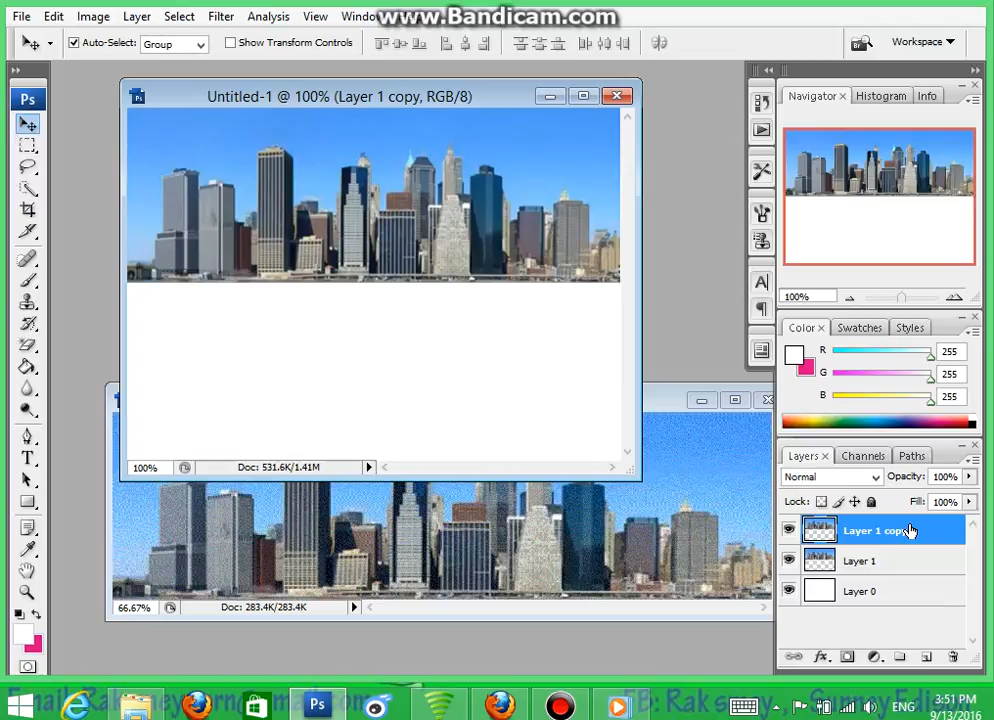 File Edit Image Layer Select Filter Analysis View Window
www.Bandicam.com
Auto-Select: Group Show Transform Controls Workspace
Ps
Untitled-1 @ 100% (Layer 1 copy, RGB/8)
100% Doc: 531.6K/1.41M
66.67% Doc: 283.4K/283.4K
Navigator × Histogram Info
100%
Color × Swatches Styles
R 255
G 255
B 255
Layers × Channels Paths
Normal Opacity: 100%
Lock: Fill: 100%
Layer 1 copy
Layer 1
Layer 0
Ps
ENG
3:51 PM
9/13/2016